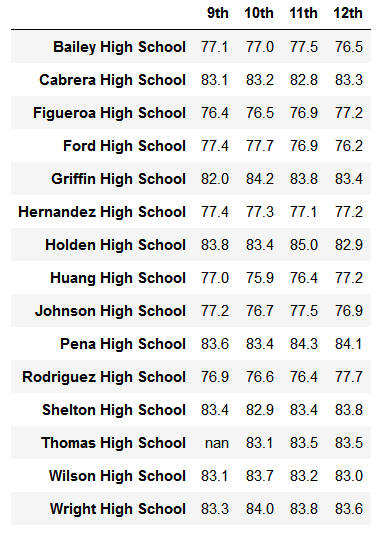 9th 10th 11th 12th
Bailey High School 77.1 77.0 77.5 76.5
Cabrera High School 83.1 83.2 82.8 83.3
Figueroa High School 76.4 76.5 76.9 77.2
Ford High School 77.4 77.7 76.9 76.2
Griffin High School 82.0 84.2 83.8 83.4
Hernandez High School 77.4 77.3 77.1 77.2
Holden High School 83.8 83.4 85.0 82.9
Huang High School 77.0 75.9 76.4 77.2
Johnson High School 77.2 76.7 77.5 76.9
Pena High School 83.6 83.4 84.3 84.1
Rodriguez High School 76.9 76.6 76.4 77.7
Shelton High School 83.4 82.9 83.4 83.8
Thomas High School nan 83.1 83.5 83.5
Wilson High School 83.1 83.7 83.2 83.0
Wright High School 83.3 84.0 83.8 83.6